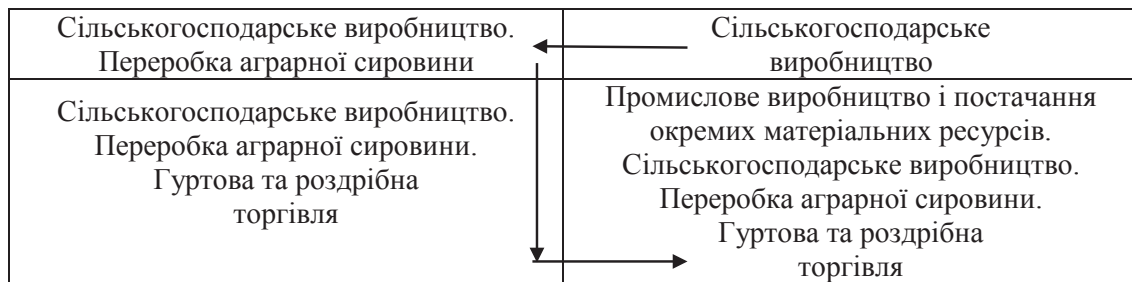 Сільськогосподарське виробництво.
Переробка аграрної сировини
Сільськогосподарське
виробництво
Сільськогосподарське виробництво.
Переробка аграрної сировини.
Гуртова та роздрібна
торгівля
Промислове виробництво і постачання
окремих матеріальних ресурсів.
Сільськогосподарське виробництво.
Переробка аграрної сировини.
Гуртова та роздрібна
торгівля